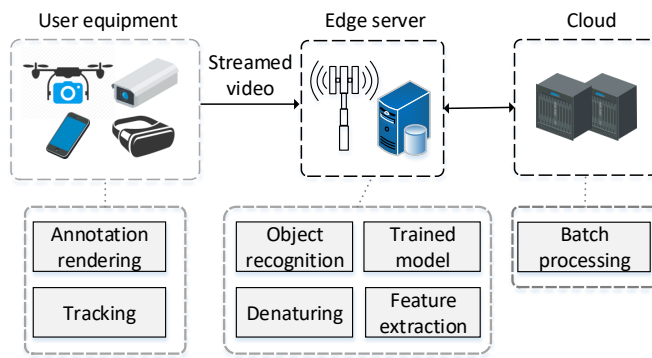 User equipment
Edge server
Cloud
Streamed
video
Annotation
rendering
Tracking
Object
recognition
Trained
model
Denaturing
Feature
extraction
Batch
processing